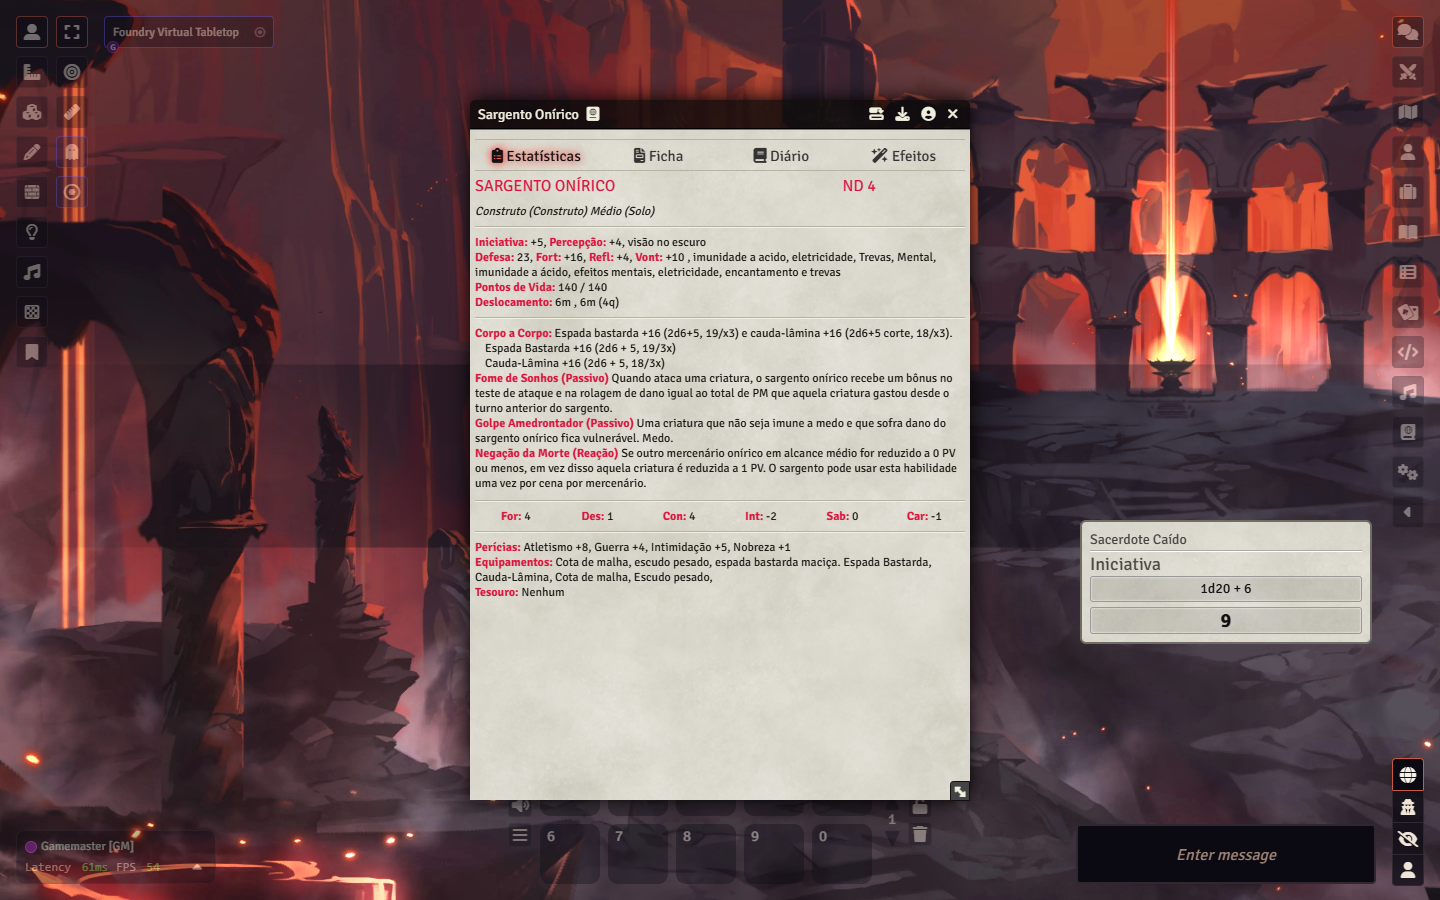 Foundry Virtual Tabletop
G
Sargento Onírico
Estatísticas
Ficha
Diário
Efeitos
SARGENTO ONÍRICO
ND 4
Construto (Construto) Médio (Solo)
Iniciativa: +5, Percepção: +4, visão no escuro
Defesa: 23, Fort: +16, Refl: +4, Vont: +10 , imunidade a acido, eletricidade, Trevas, Mental,
imunidade a ácido, efeitos mentais, eletricidade, encantamento e trevas
Pontos de Vida: 140 / 140
Deslocamento: 6m , 6m (4q)
Corpo a Corpo: Espada bastarda +16 (2d6+5, 19/x3) e cauda-lâmina +16 (2d6+5 corte, 18/x3).
Espada Bastarda +16 (2d6 + 5, 19/3x)
Cauda-Lâmina +16 (2d6 + 5, 18/3x)
Fome de Sonhos (Passivo) Quando ataca uma criatura, o sargento onírico recebe um bônus no
teste de ataque e na rolagem de dano igual ao total de PM que aquela criatura gastou desde o
turno anterior do sargento.
Golpe Amedrontador (Passivo) Uma criatura que não seja imune a medo e que sofra dano do
sargento onírico fica vulnerável. Medo.
Negação da Morte (Reação) Se outro mercenário onírico em alcance médio for reduzido a 0 PV
ou menos, em vez disso aquela criatura é reduzida a 1 PV. O sargento pode usar esta habilidade
uma vez por cena por mercenário.
For: 4
Des: 1
Con: 4
Int: -2
Sab: 0
Car: -1
Perícias: Atletismo +8, Guerra +4, Intimidação +5, Nobreza +1
Equipamentos: Cota de malha, escudo pesado, espada bastarda maciça. Espada Bastarda,
Cauda-Lâmina, Cota de malha, Escudo pesado,
Tesouro: Nenhum
Sacerdote Caído
Iniciativa
1d20 + 6
9
6
7
8
9
0
1
Gamemaster [GM]
Latency 61ms FPS 54
Enter message